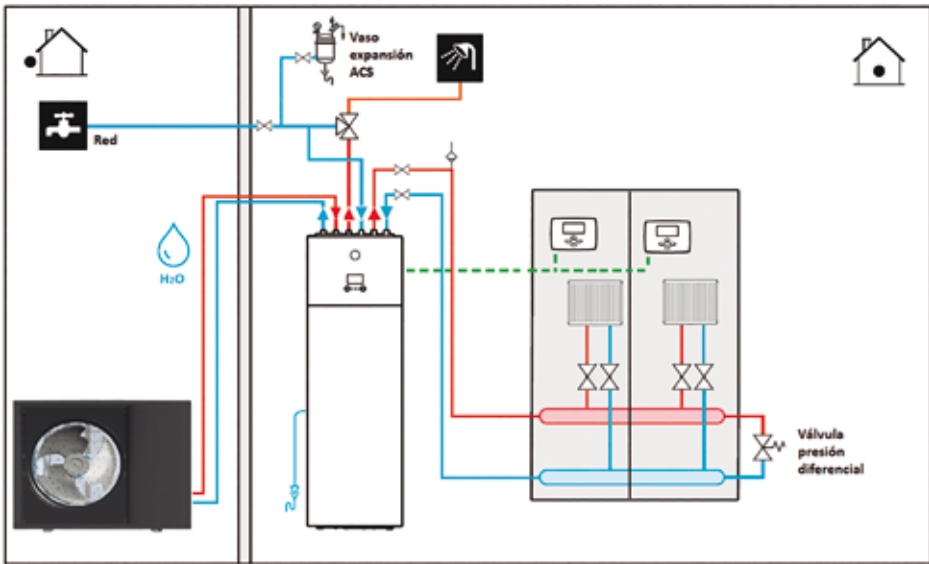 Vaso
expansión
ACS
Red
H₂O
Válvula
presión
diferencial